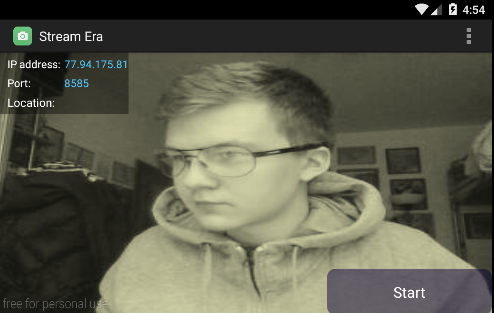 4:54
Stream Era
IP address: 77.94.175.81
Port: 8585
Location:
free for personal use
Start